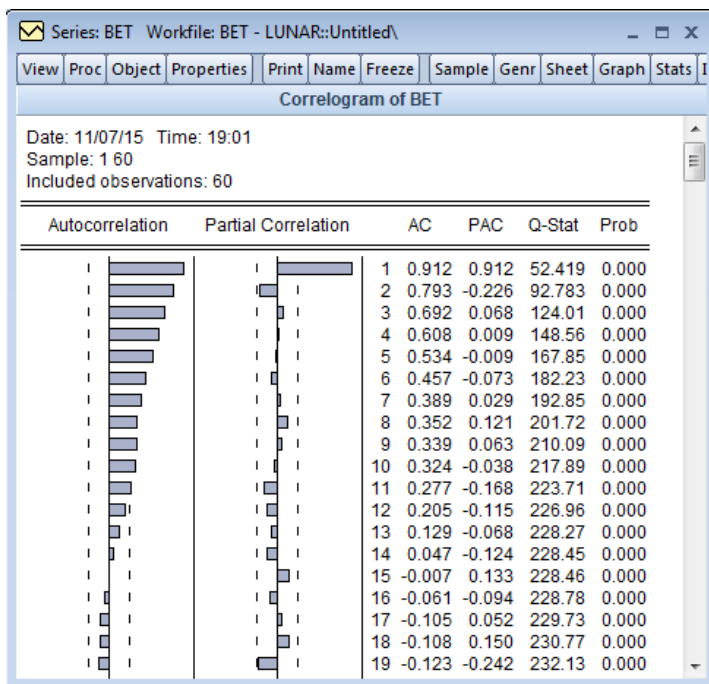 Series: BET Workfile: BET - LUNAR::Untitled\
View Proc Object Properties Print Name Freeze Sample Genr Sheet Graph Stats
Correlogram of BET
Date: 11/07/15 Time: 19:01
Sample: 1 60
Included observations: 60
Autocorrelation Partial Correlation AC PAC Q-Stat Prob
1 0.912 0.912 52.419 0.000
2 0.793 -0.226 92.783 0.000
3 0.692 0.068 124.01 0.000
4 0.608 0.009 148.56 0.000
5 0.534 -0.009 167.85 0.000
6 0.457 -0.073 182.23 0.000
7 0.389 0.029 192.85 0.000
8 0.352 0.121 201.72 0.000
9 0.339 0.063 210.09 0.000
10 0.324 -0.038 217.89 0.000
11 0.277 -0.168 223.71 0.000
12 0.205 -0.115 226.96 0.000
13 0.129 -0.068 228.27 0.000
14 0.047 -0.124 228.45 0.000
15 -0.007 0.133 228.46 0.000
16 -0.061 -0.094 228.78 0.000
17 -0.105 0.052 229.73 0.000
18 -0.108 0.150 230.77 0.000
19 -0.123 -0.242 232.13 0.000